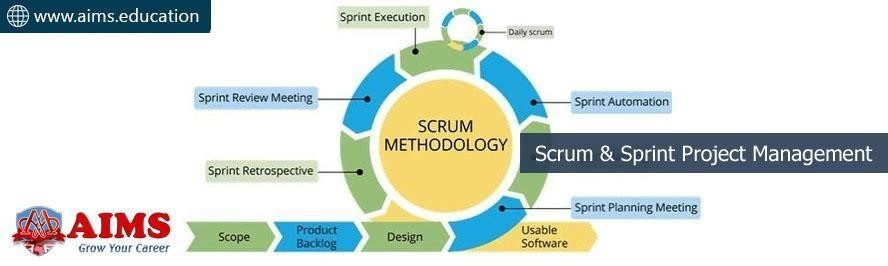 www.aims.education
Sprint Execution
Daily scrum
Sprint Review Meeting
Sprint Automation
SCRUM
METHODOLOGY
Scrum & Sprint Project Management
Sprint Retrospective
Sprint Planning Meeting
AIMS
Grow Your Career
Scope
Product
Backlog
Design
Usable
Software